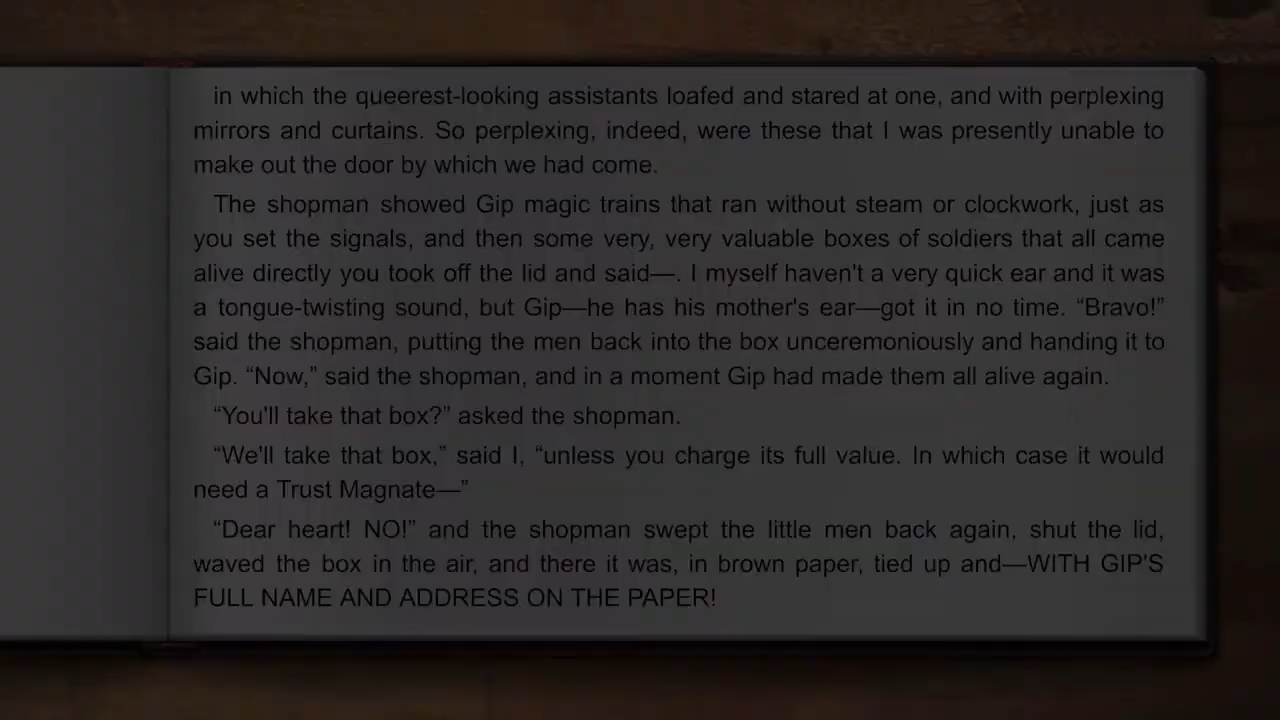 in which the queerest-looking assistants loafed and stared at one, and with perplexing
mirrors and curtains. So perplexing, indeed, were these that I was presently unable to
make out the door by which we had come.
The shopman showed Gip magic trains that ran without steam or clockwork, just as
you set the signals, and then some very, very valuable boxes of soldiers that all came
alive directly you took off the lid and said—. I myself haven't a very quick ear and it was
a tongue-twisting sound, but Gip—he has his mother's ear—got it in no time. “Bravo!”
said the shopman, putting the men back into the box unceremoniously and handing it to
Gip. “Now,” said the shopman, and in a moment Gip had made them all alive again.
“You'll take that box?” asked the shopman.
“We'll take that box,” said I, “unless you charge its full value. In which case it would
need a Trust Magnate—”
“Dear heart! NO!” and the shopman swept the little men back again, shut the lid,
waved the box in the air, and there it was, in brown paper, tied up and—WITH GIP'S
FULL NAME AND ADDRESS ON THE PAPER!